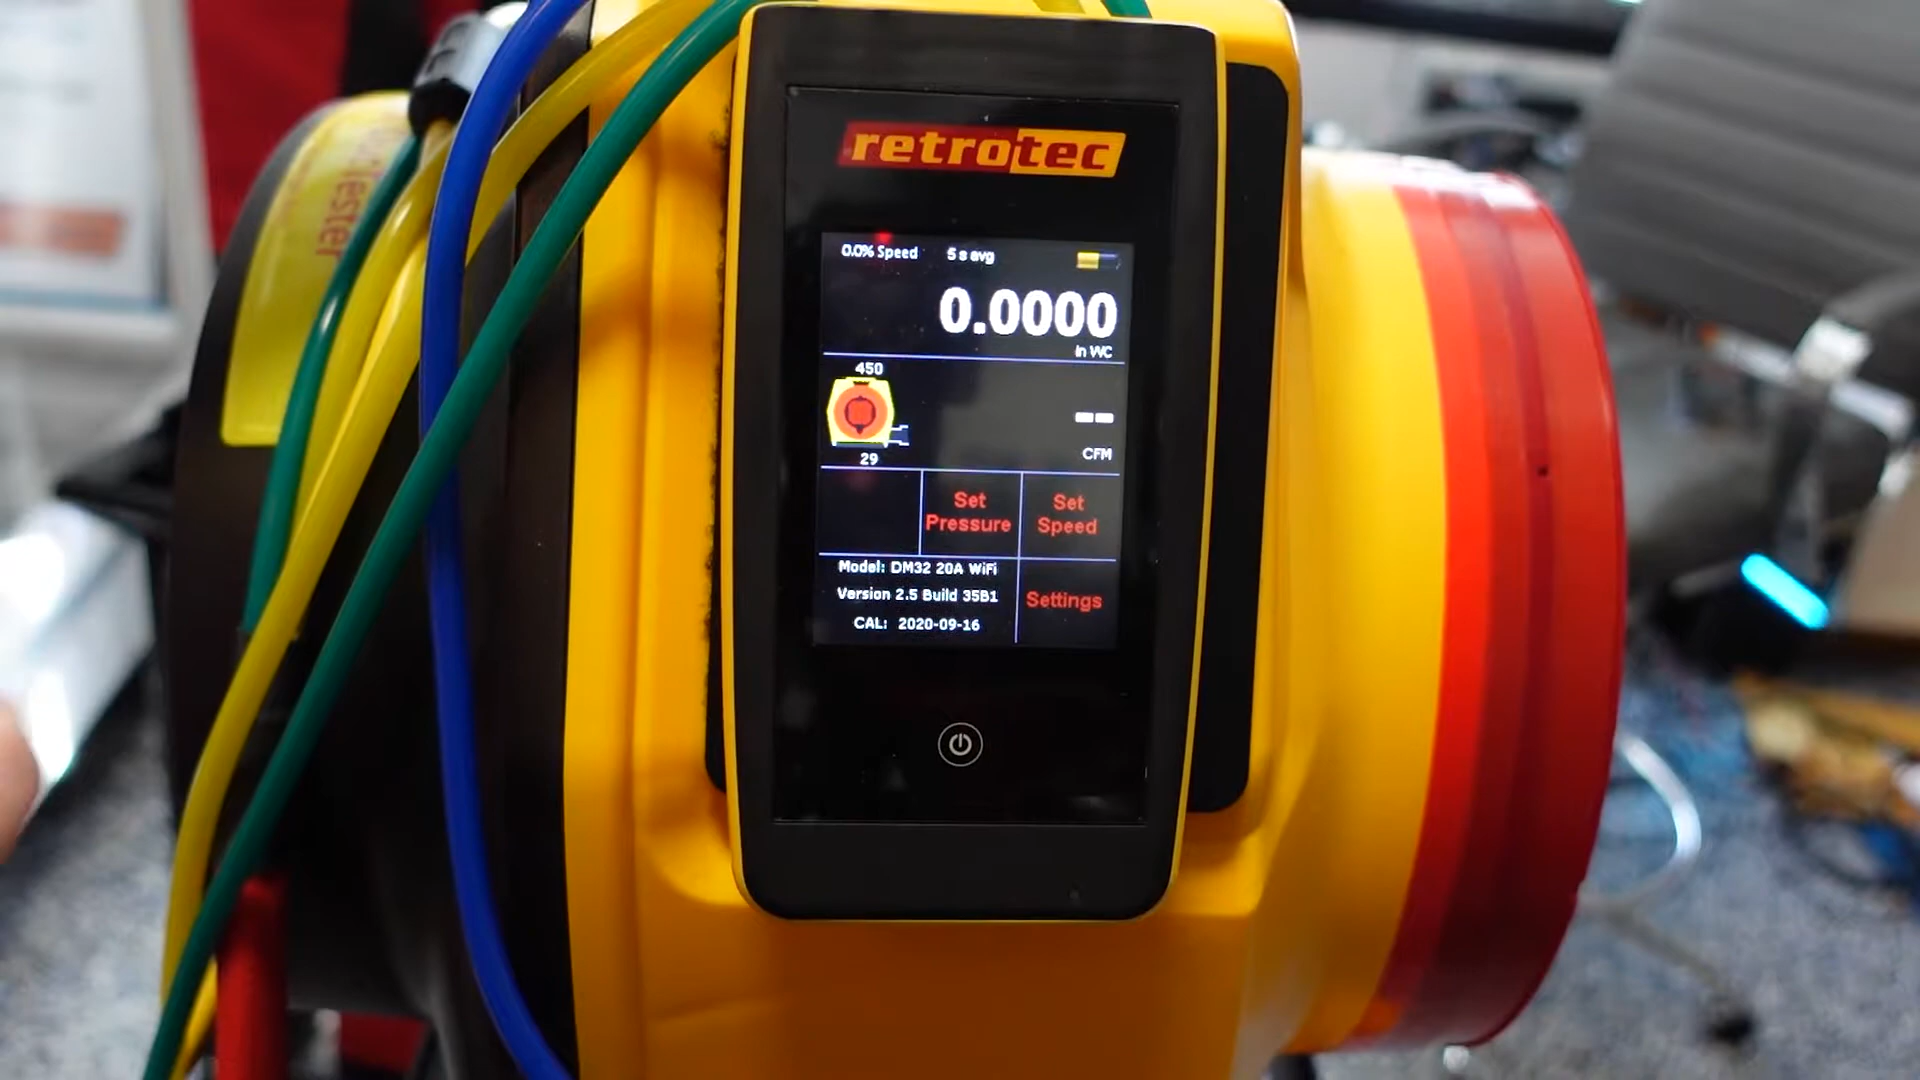 retrotec
0.0% Speed 5 s avg
0.0000
in WC
450
-- CFM
29
Set Pressure
Set Speed
Model: DM32 20A WiFi
Version 2.5 Build 35B1
CAL: 2020-09-16
Settings